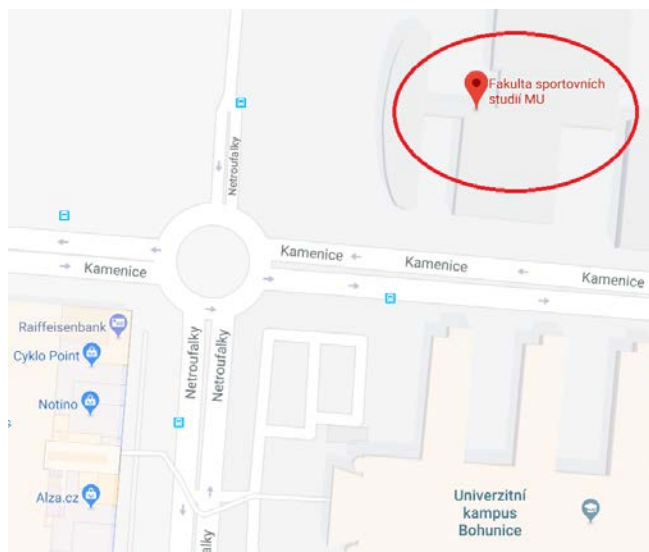 Fakulta sportovních
studií MU
Netroufalky
Kamenice
Kamenice
Kamenice
Kamenice
Raiffeisenbank
Cyklo Point
Notino
Alza.cz
Netroufalky
Netroufalky
alky
Univerzitní
kampus
Bohunice
s